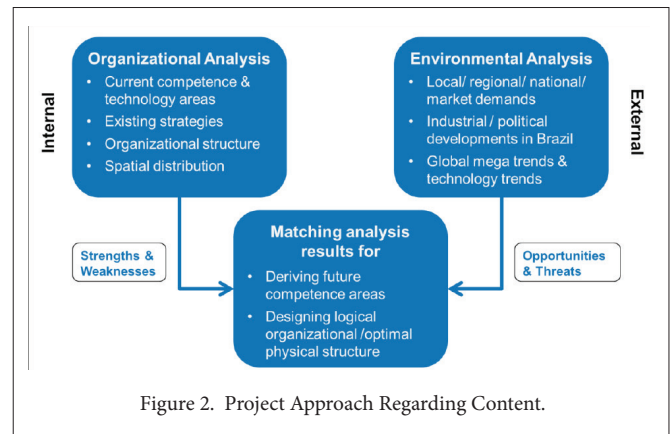 Internal
Organizational Analysis
• Current competence &
technology areas
• Existing strategies
• Organizational structure
• Spatial distribution
Environmental Analysis
• Local/ regional/ national/
market demands
• Industrial / political
developments in Brazil
• Global mega trends &
technology trends
External
Strengths &
Weaknesses
Matching analysis
results for
• Deriving future
competence areas
• Designing logical
organizational /optimal
physical structure
Opportunities
& Threats
Figure 2. Project Approach Regarding Content.